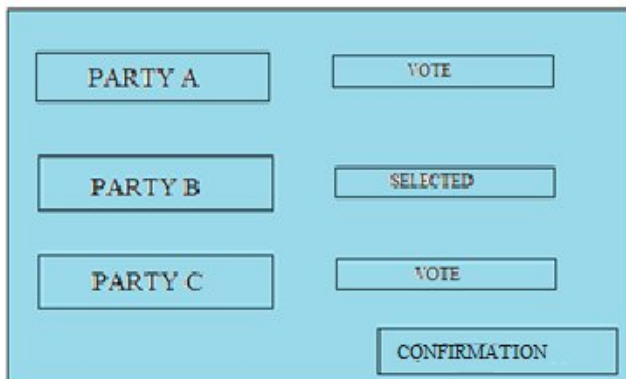 PARTY A VOTE
PARTY B SELECTED
PARTY C VOTE
CONFIRMATION